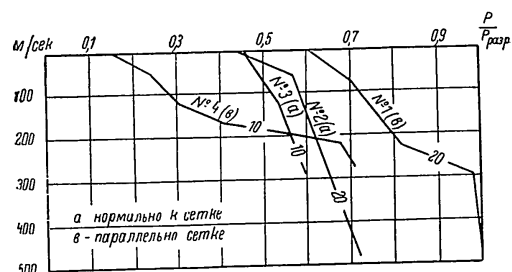 м/сек 0,1 0,3 0,5 0,7 0,9 P/Pразр.
100
200
300
400
500
№4(в)
10
№3(а)
10
№2(а)
20
№1(в)
20
а нормально к сетке
в - параллельно сетке